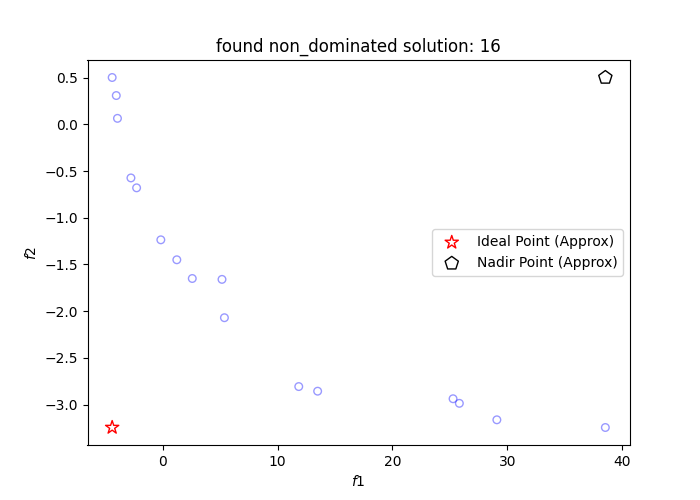 found non_dominated solution: 16
0.5
0.0
−0.5
−1.0
−1.5
−2.0
−2.5
−3.0
f2
Ideal Point (Approx)
Nadir Point (Approx)
0 10 20 30 40
f1